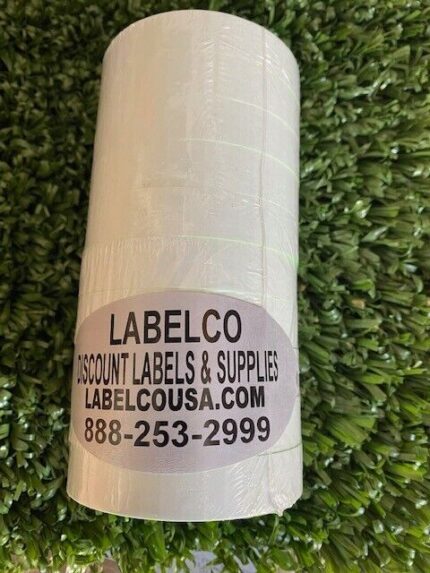 LABELCO
DISCOUNT LABELS & SUPPLIES
LABELCOUSA.COM
888-253-2999